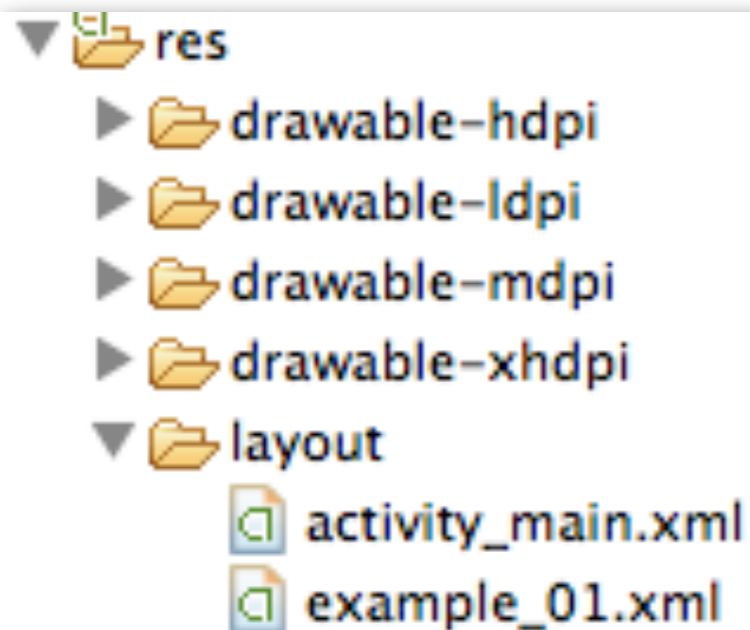 res
drawable-hdpi
drawable-ldpi
drawable-mdpi
drawable-xhdpi
layout
activity_main.xml
example_01.xml